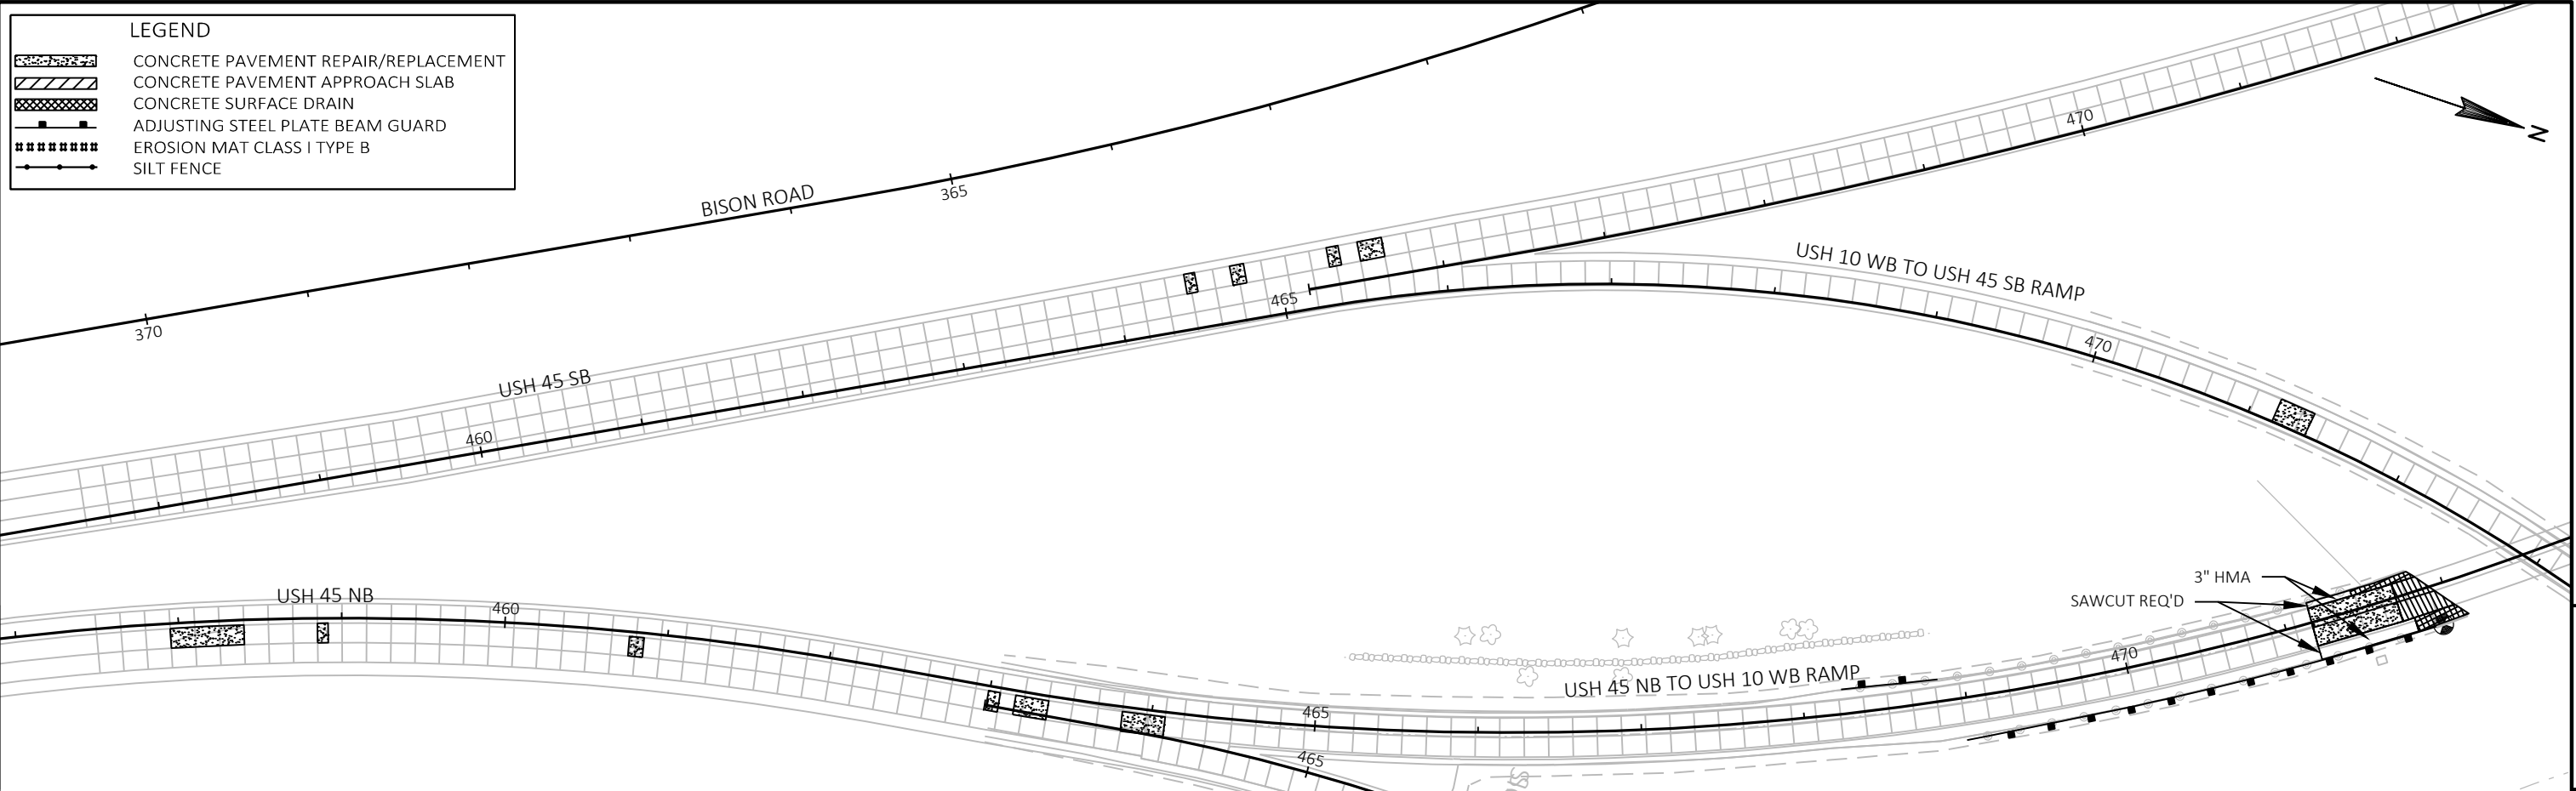 LEGEND
CONCRETE PAVEMENT REPAIR/REPLACEMENT
CONCRETE PAVEMENT APPROACH SLAB
CONCRETE SURFACE DRAIN
ADJUSTING STEEL PLATE BEAM GUARD
EROSION MAT CLASS I TYPE B
SILT FENCE
BISON ROAD
365
370
470
N
USH 10 WB TO USH 45 SB RAMP
465
470
USH 45 SB
460
USH 45 NB
460
3" HMA
SAWCUT REQ'D
470
USH 45 NB TO USH 10 WB RAMP
465
465